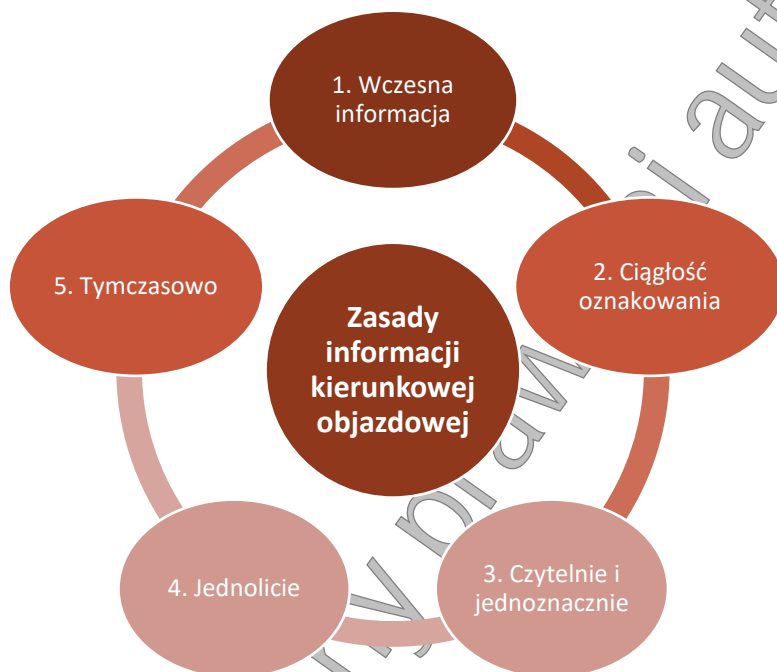 1. Wczesna
informacja
2. Ciągłość
oznakowania
3. Czytelnie i
jednoznacznie
4. Jednolicie
5. Tymczasowo
Zasady
informacji
kierunkowej
objazdowej